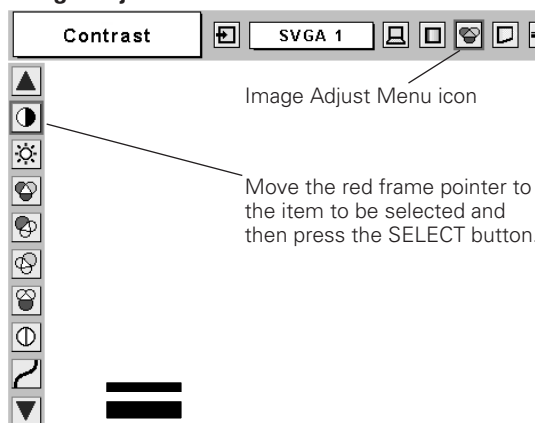 Contrast
SVGA 1
Image Adjust Menu icon
Move the red frame pointer to
the item to be selected and
then press the SELECT button.